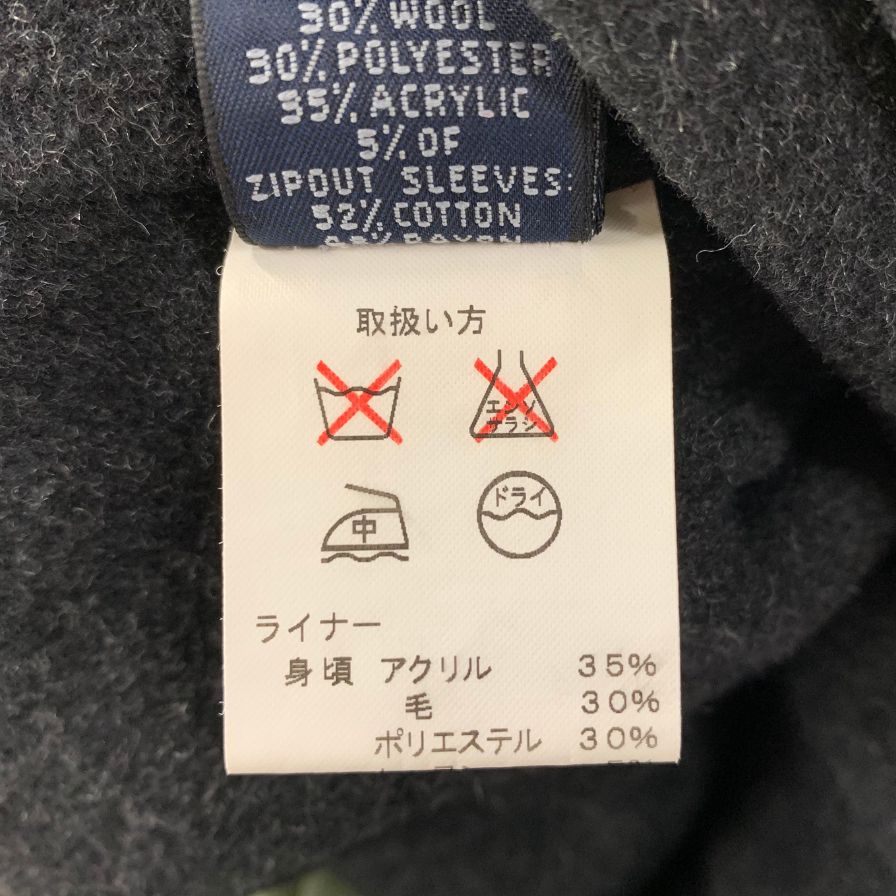 30% WOOL
30% POLYESTER
35% ACRYLIC
5% OF
ZIPOUT SLEEVES:
52% COTTON
取扱い方
エンソ
サラシ
中
ドライ
ライナー
身頃 アクリル 35%
毛 30%
ポリエステル 30%